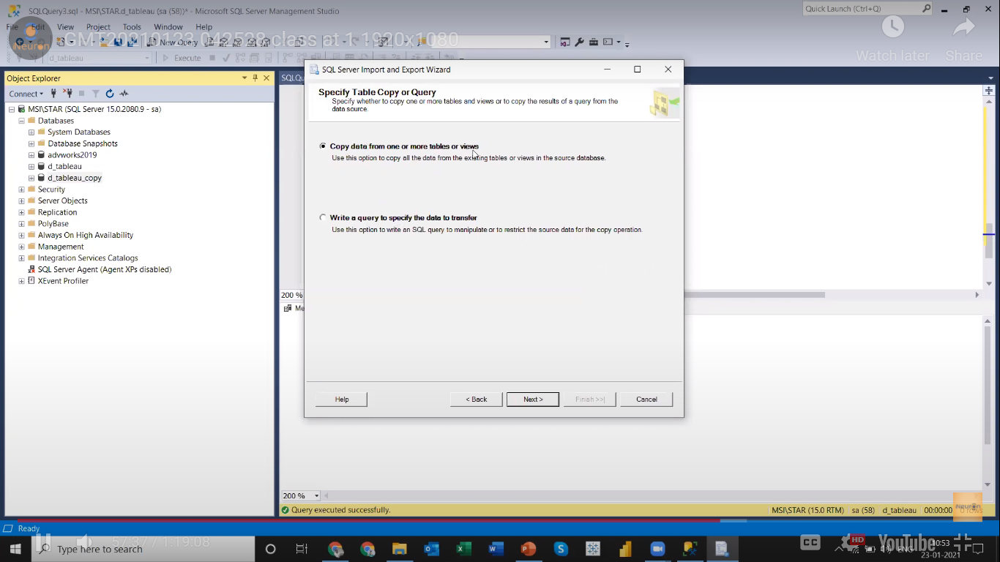 SQLQuery3.sql - MSI\STAR.d_tableau (sa (58))* - Microsoft SQL Server Management Studio
Quick Launch (Ctrl+Q)
File Edit View Project Tools Window Help
iNeuron
GMT20210123 042528 class at 1 1920x1080
New Query
Watch later
Share
d_tableau
Execute
Object Explorer
Connect
MSI\STAR (SQL Server 15.0.2080.9 - sa)
Databases
System Databases
Database Snapshots
advworks2019
d_tableau
d_tableau_copy
Security
Server Objects
Replication
PolyBase
Always On High Availability
Management
Integration Services Catalogs
SQL Server Agent (Agent XPs disabled)
XEvent Profiler
SQL Server Import and Export Wizard
Specify Table Copy or Query
Specify whether to copy one or more tables and views or to copy the results of a query from the
data source.
Copy data from one or more tables or views
Use this option to copy all the data from the existing tables or views in the source database.
Write a query to specify the data to transfer
Use this option to write an SQL query to manipulate or to restrict the source data for the copy operation.
Help
< Back
Next >
Finish >>|
Cancel
200 %
200 %
Query executed successfully.
MSI\STAR (15.0 RTM)
sa (58)
d_tableau
00:00:00
rows
Ready
Type here to search
57:37 / 1:19:08
CC
HD
YouTube
ENG
10:53
23-01-2021